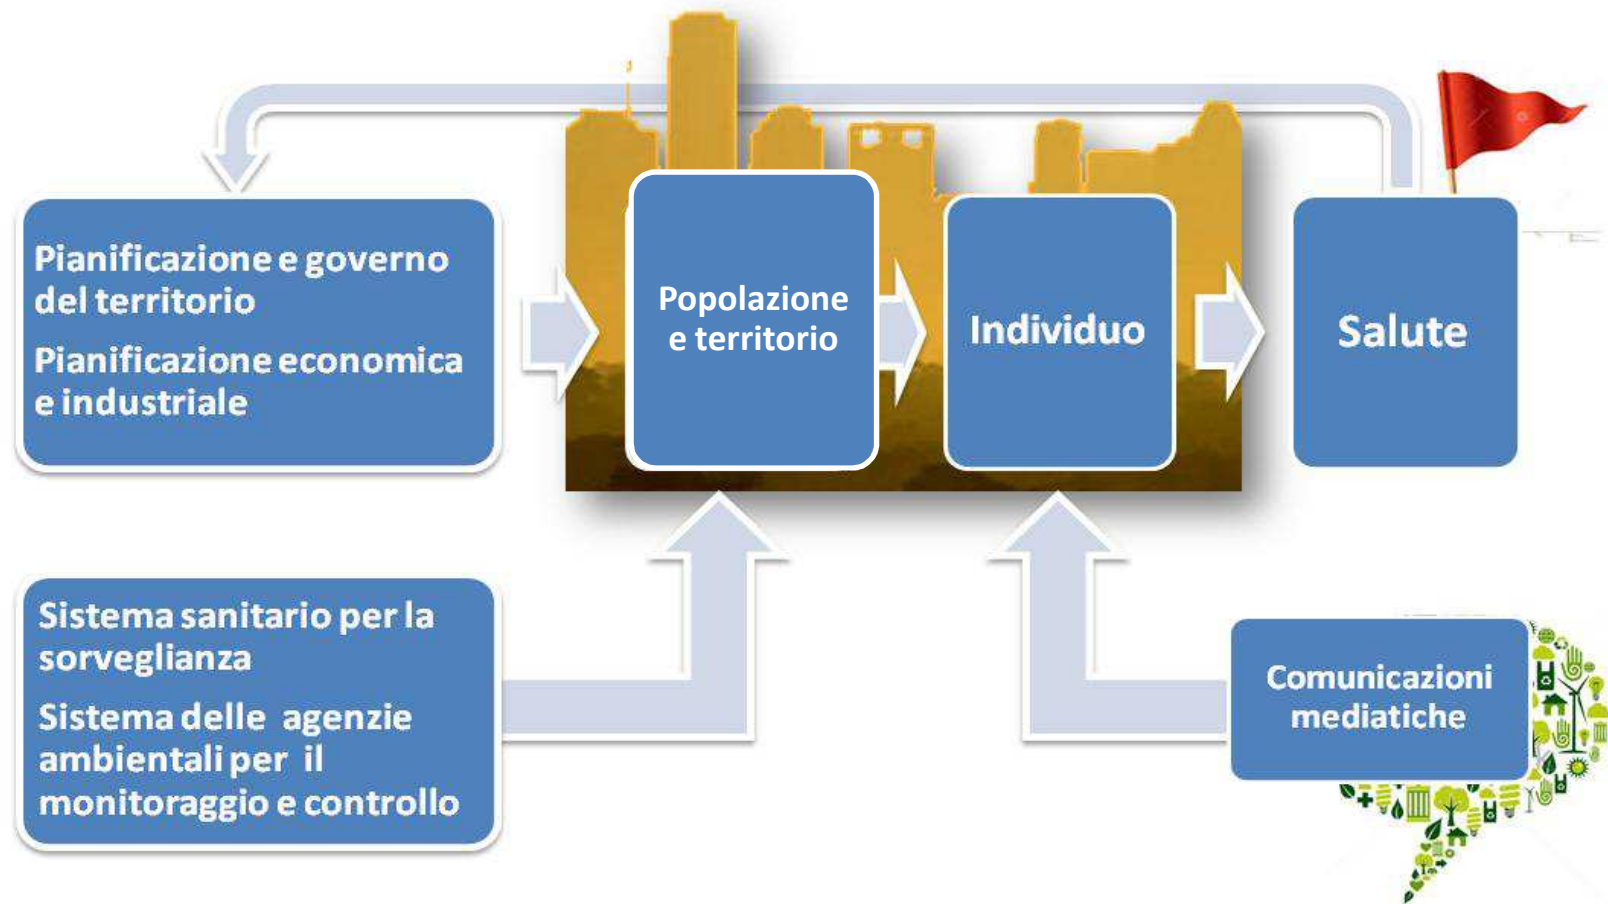 Pianificazione e governo
del territorio
Pianificazione economica
e industriale
Popolazione
e territorio
Individuo
Salute
Sistema sanitario per la
sorveglianza
Sistema delle agenzie
ambientali per il
monitoraggio e controllo
Comunicazioni
mediatiche